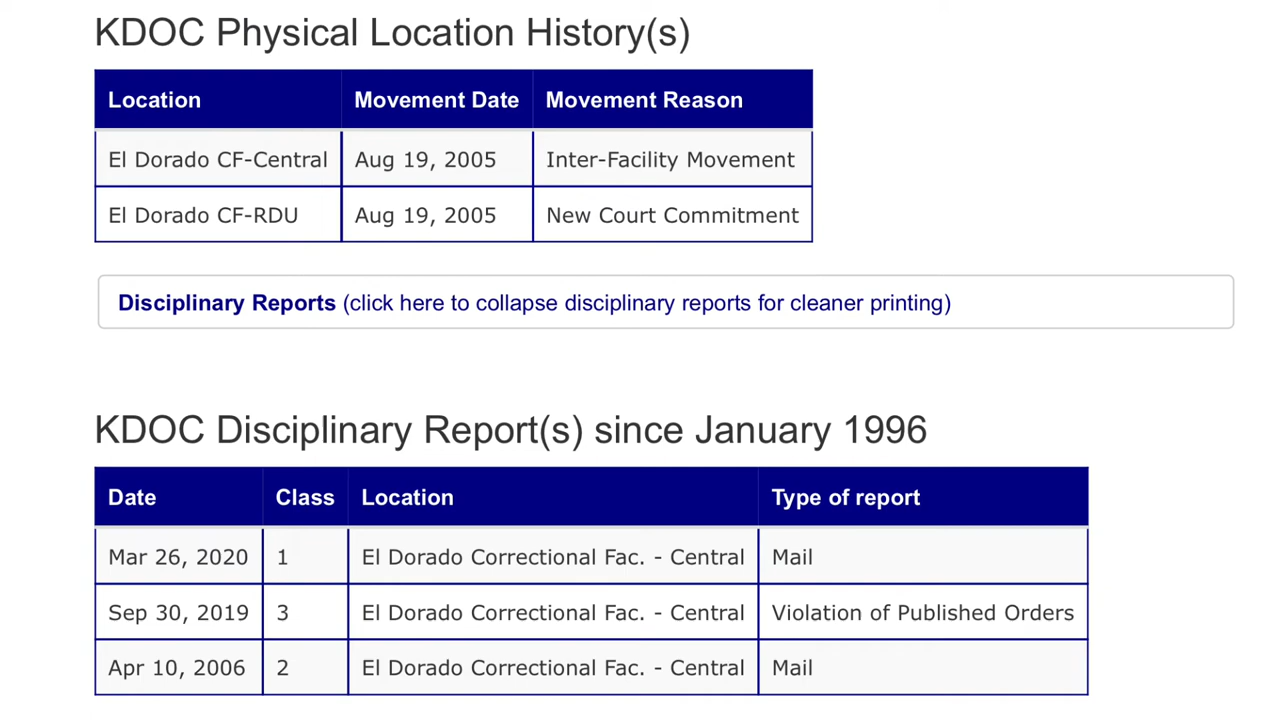 KDOC Physical Location History(s)
Location Movement Date Movement Reason
El Dorado CF-Central Aug 19, 2005 Inter-Facility Movement
El Dorado CF-RDU Aug 19, 2005 New Court Commitment
Disciplinary Reports (click here to collapse disciplinary reports for cleaner printing)
KDOC Disciplinary Report(s) since January 1996
Date Class Location Type of report
Mar 26, 2020 1 El Dorado Correctional Fac. - Central Mail
Sep 30, 2019 3 El Dorado Correctional Fac. - Central Violation of Published Orders
Apr 10, 2006 2 El Dorado Correctional Fac. - Central Mail